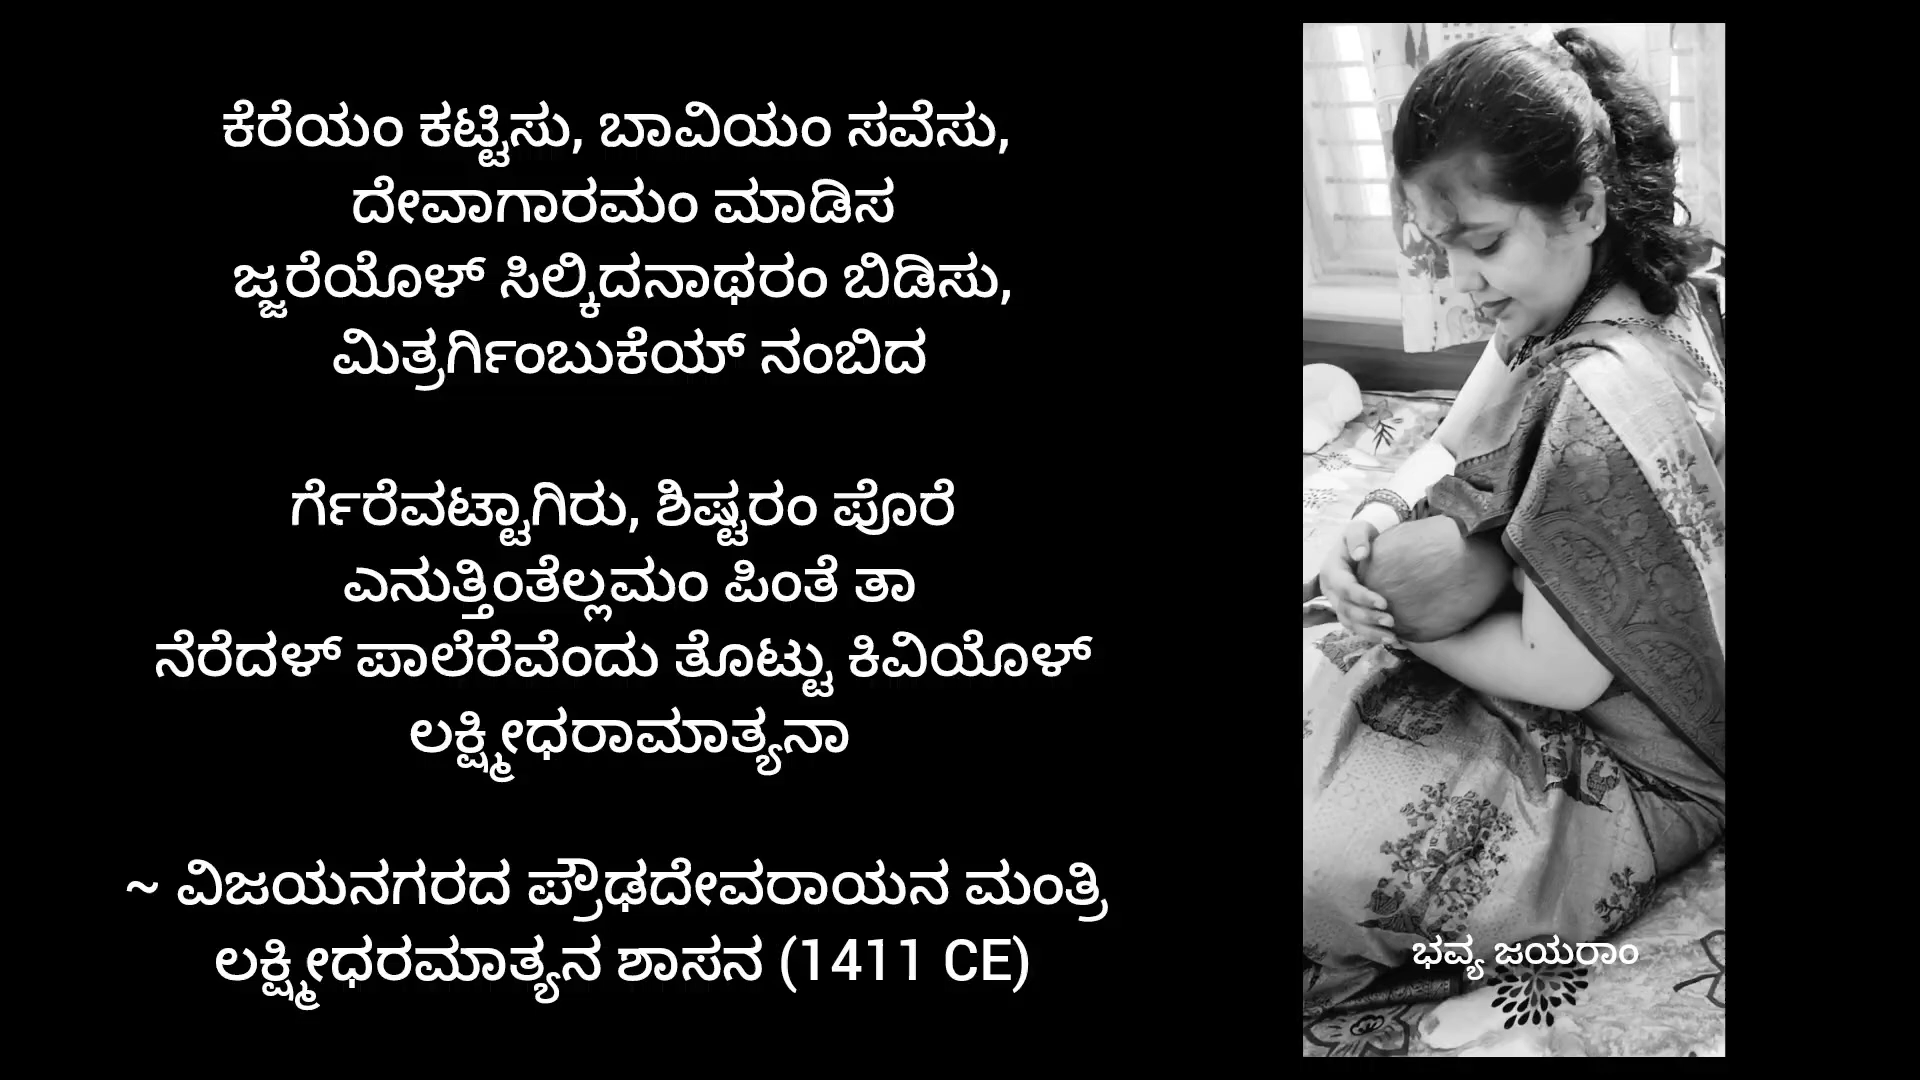 ಕೆರೆಯಂ ಕಟ್ಟಿಸು, ಬಾವಿಯಂ ಸವೆಸು,
ದೇವಾಗಾರಮಂ ಮಾಡಿಸ
ಜ್ಜರೆಯೊಳ್ ಸಿಲ್ಕಿದನಾಥರಂ ಬಿಡಿಸು,
ಮಿತ್ರರ್ಗಿಂಬುಕೆಯ್ ನಂಬಿದ
ರ್ಗೆರೆವಟ್ಟಾಗಿರು, ಶಿಷ್ಟರಂ ಪೊರೆ
ಎನುತ್ತಿಂತೆಲ್ಲಮಂ ಪಿಂತೆ ತಾ
ನೆರೆದಳ್ ಪಾಲೆರೆವೆಂದು ತೊಟ್ಟು ಕಿವಿಯೊಳ್
ಲಕ್ಷ್ಮೀಧರಾಮಾತ್ಯನಾ
~ ವಿಜಯನಗರದ ಪ್ರೌಢದೇವರಾಯನ ಮಂತ್ರಿ
ಲಕ್ಷ್ಮೀಧರಮಾತ್ಯನ ಶಾಸನ (1411 CE)
ಭವ್ಯ ಜಯರಾಂ